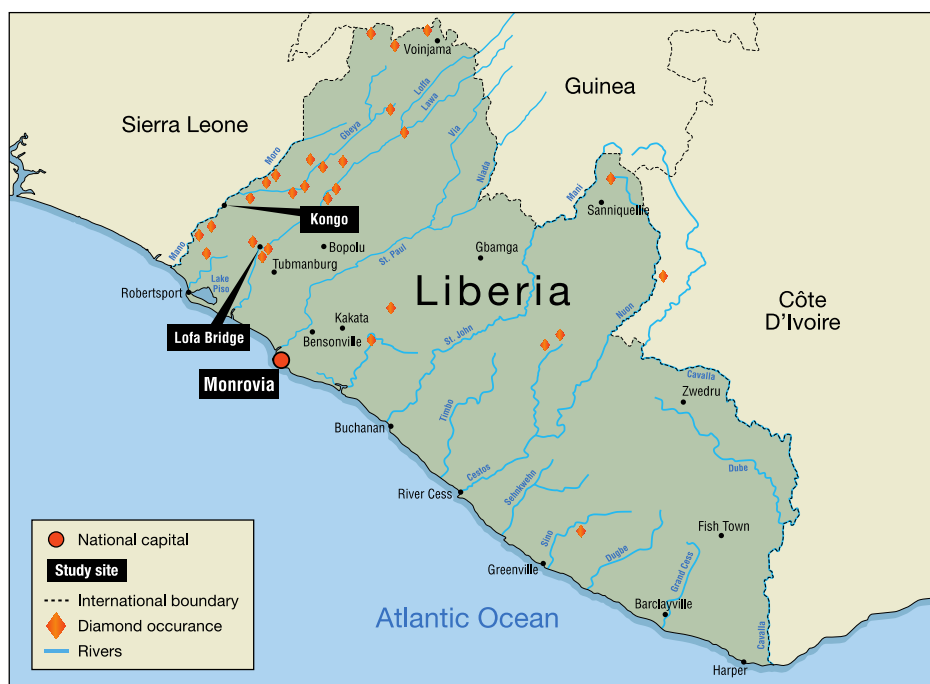 Voinjama
Guinea
Sierra Leone
Loffa
Lawa
Gbeya
Via
Moro
Niada
Mani
Sanniquellie
Kongo
Mano
Bopolu
Gbamga
St. Paul
Tubmanburg
Lake
Piso
Robertsport
Liberia
Côte
D'Ivoire
Nuon
Kakata
St. John
Lofa Bridge
Bensonville
Monrovia
Cavalla
Zwedru
Timbo
Buchanan
Dube
Cestos
Sehnkwehn
River Cess
Fish Town
Sino
Dugbe
Greenville
Grand Cess
Barclayville
Cavalla
Harper
Atlantic Ocean
National capital
Study site
International boundary
Diamond occurance
Rivers